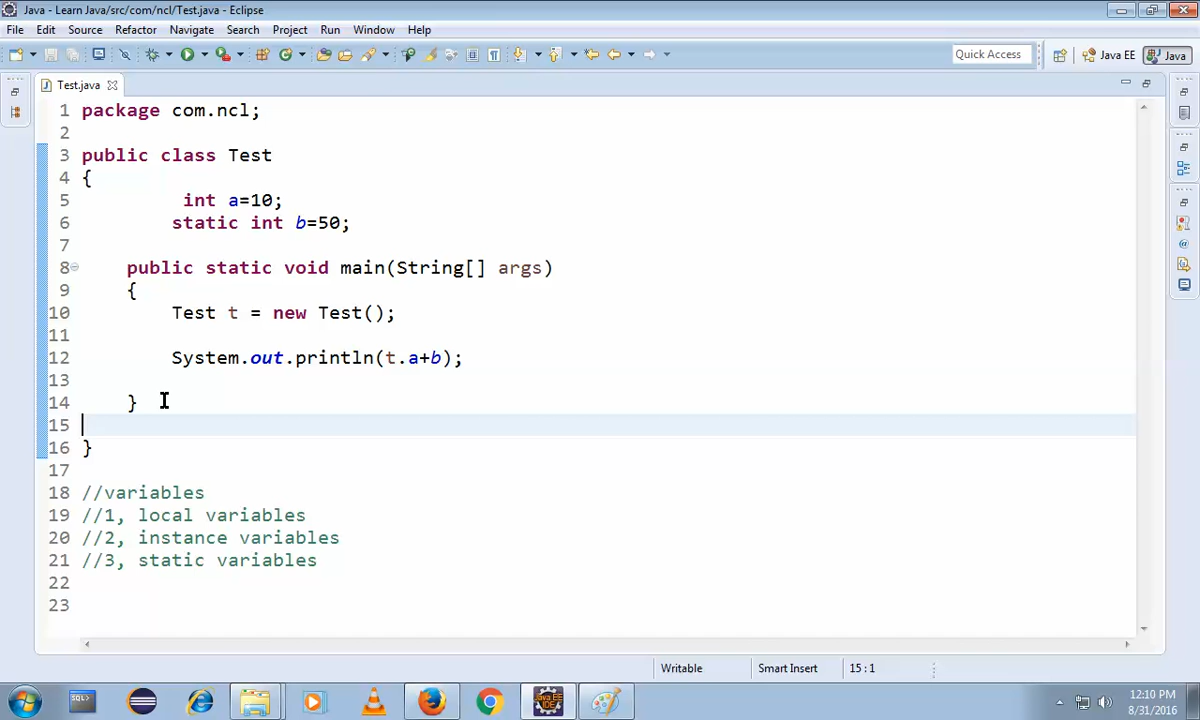 Java - Learn Java/src/com/ncl/Test.java - Eclipse
File Edit Source Refactor Navigate Search Project Run Window Help
Quick Access Java EE Java
Test.java
1 package com.ncl;
2
3 public class Test
4 {
5 int a=10;
6 static int b=50;
7
8 public static void main(String[] args)
9 {
10 Test t = new Test();
11
12 System.out.println(t.a+b);
13
14 }
15
16 }
17
18 //variables
19 //1, local variables
20 //2, instance variables
21 //3, static variables
22
23
Writable Smart Insert 15 : 1
SQL>
Java EE
IDE
12:10 PM
8/31/2016